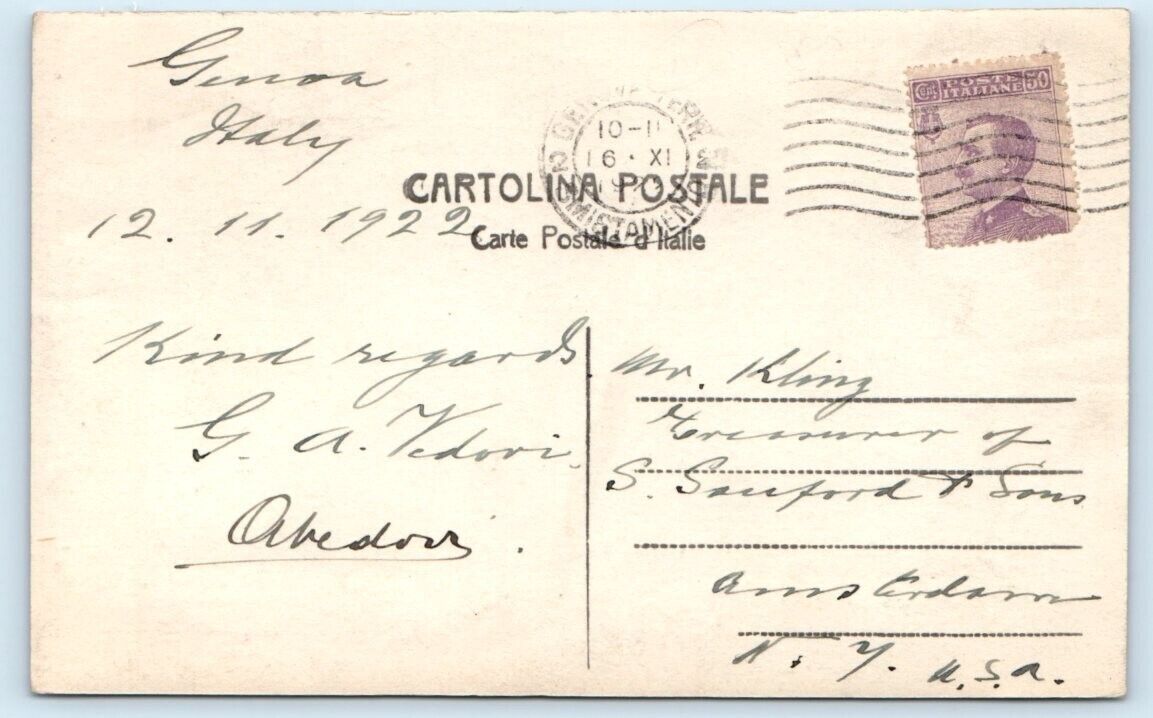 Genoa
Italy
12. 11. 1922
CARTOLINA POSTALE
Carte Postale d'Italie
10-11
16·XI
Cent. POSTE 50
ITALIANE
Kind regards
G. A. Vedovi.
Mr. Kling
Treasurer of
S. Sanford & Sons
Amsterdam
N. Y. U.S.A.